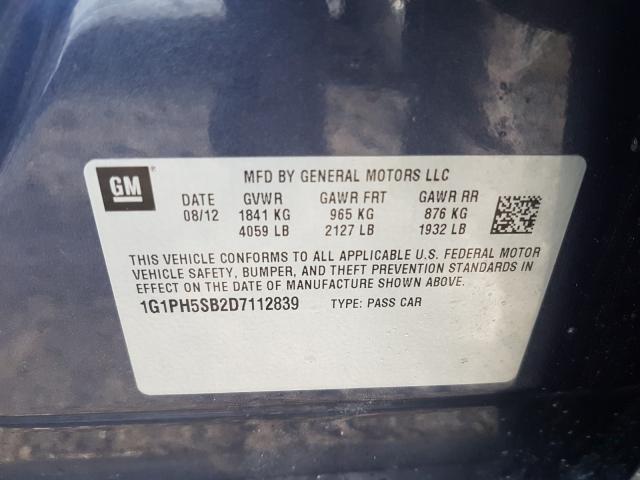 GM
MFD BY GENERAL MOTORS LLC
DATE GVWR GAWR FRT GAWR RR
08/12 1841 KG 965 KG 876 KG
4059 LB 2127 LB 1932 LB
THIS VEHICLE CONFORMS TO ALL APPLICABLE U.S. FEDERAL MOTOR
VEHICLE SAFETY, BUMPER, AND THEFT PREVENTION STANDARDS IN
EFFECT ON THE DATE OF MANUFACTURE SHOWN ABOVE.
1G1PH5SB2D7112839 TYPE: PASS CAR